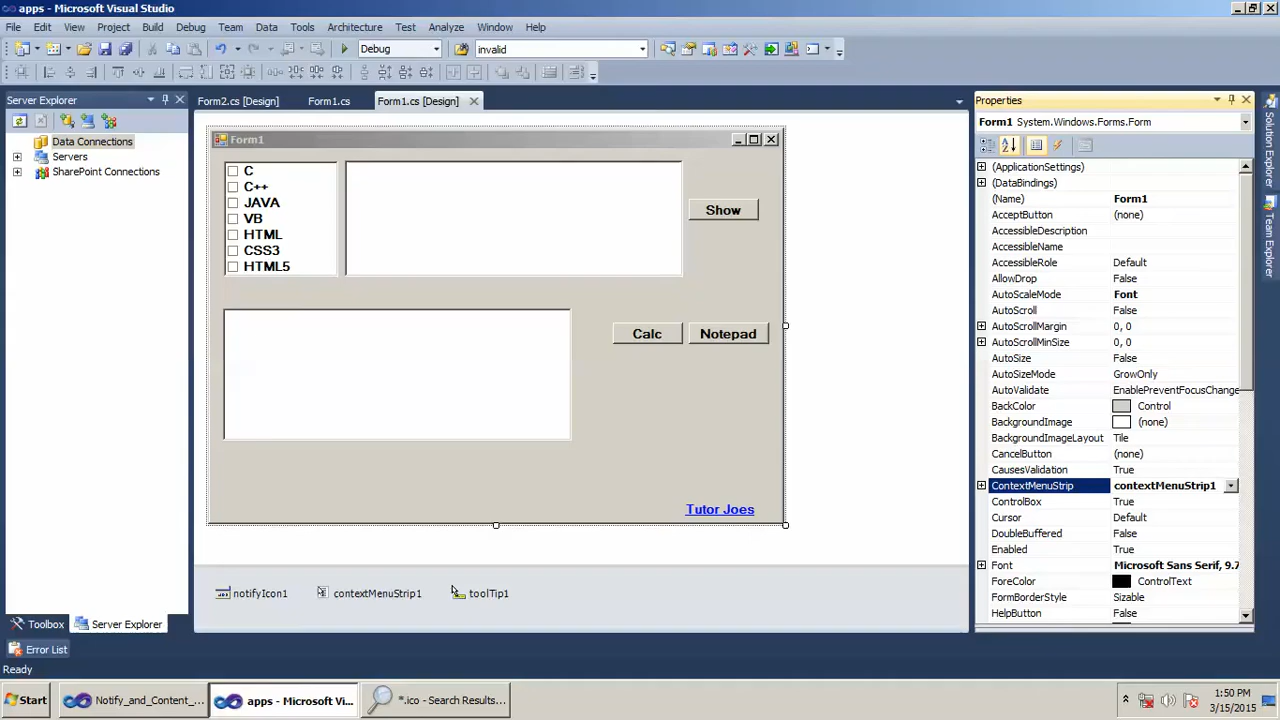 apps - Microsoft Visual Studio
File Edit View Project Build Debug Team Data Tools Architecture Test Analyze Window Help
Debug invalid
Server Explorer
Form2.cs [Design] Form1.cs Form1.cs [Design]
Properties
Data Connections
Servers
SharePoint Connections
Form1
C
C++
JAVA
VB
HTML
CSS3
HTML5
Show
Calc Notepad
Tutor Joes
notifyIcon1 contextMenuStrip1 toolTip1
Form1 System.Windows.Forms.Form
(ApplicationSettings)
(DataBindings)
(Name) Form1
AcceptButton (none)
AccessibleDescription
AccessibleName
AccessibleRole Default
AllowDrop False
AutoScaleMode Font
AutoScroll False
AutoScrollMargin 0, 0
AutoScrollMinSize 0, 0
AutoSize False
AutoSizeMode GrowOnly
AutoValidate EnablePreventFocusChange
BackColor Control
BackgroundImage (none)
BackgroundImageLayout Tile
CancelButton (none)
CausesValidation True
ContextMenuStrip contextMenuStrip1
ControlBox True
Cursor Default
DoubleBuffered False
Enabled True
Font Microsoft Sans Serif, 9.7
ForeColor ControlText
FormBorderStyle Sizable
HelpButton False
Solution Explorer
Team Explorer
Toolbox Server Explorer
Error List
Ready
Start Notify_and_Content_... apps - Microsoft Vi... *.ico - Search Results...
1:50 PM
3/15/2015